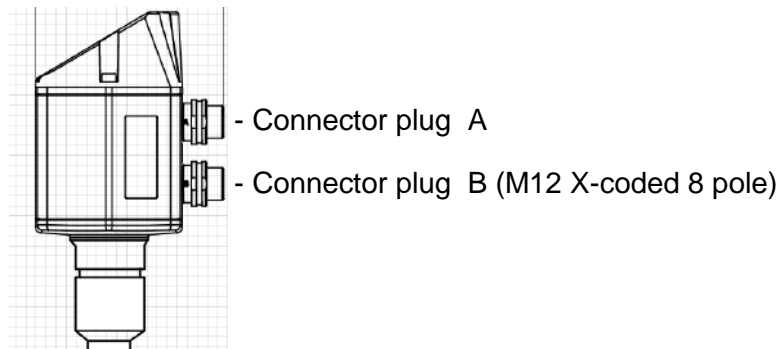 - Connector plug A
- Connector plug B (M12 X-coded 8 pole)